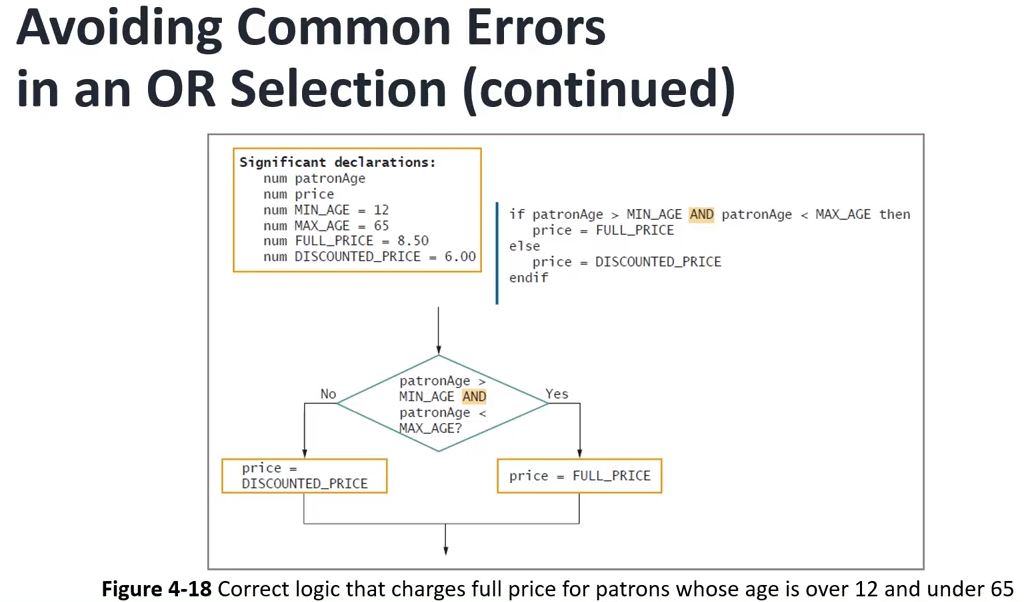 Avoiding Common Errors
in an OR Selection (continued)
Significant declarations:
num patronAge
num price
num MIN_AGE = 12
num MAX_AGE = 65
num FULL_PRICE = 8.50
num DISCOUNTED_PRICE = 6.00
if patronAge > MIN_AGE AND patronAge < MAX_AGE then
price = FULL_PRICE
else
price = DISCOUNTED_PRICE
endif
patronAge >
MIN_AGE AND
patronAge <
MAX_AGE?
No
Yes
price =
DISCOUNTED_PRICE
price = FULL_PRICE
Figure 4-18 Correct logic that charges full price for patrons whose age is over 12 and under 65